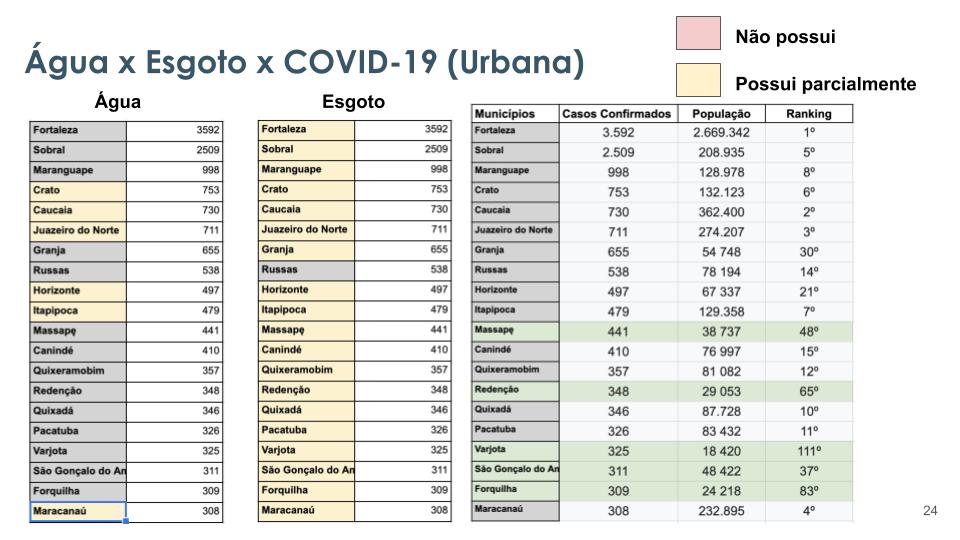 Não possui
Água x Esgoto x COVID-19 (Urbana)
Possui parcialmente
Água
Fortaleza 3592
Sobral 2509
Maranguape 998
Crato 753
Caucaia 730
Juazeiro do Norte 711
Granja 655
Russas 538
Horizonte 497
Itapipoca 479
Massapę 441
Canindé 410
Quixeramobim 357
Redenção 348
Quixadá 346
Pacatuba 326
Varjota 325
São Gonçalo do Am 311
Forquilha 309
Maracanaú 308
Esgoto
Fortaleza 3592
Sobral 2509
Maranguape 998
Crato 753
Caucaia 730
Juazeiro do Norte 711
Granja 655
Russas 538
Horizonte 497
Itapipoca 479
Massapę 441
Canindé 410
Quixeramobim 357
Redenção 348
Quixadá 346
Pacatuba 326
Varjota 325
São Gonçalo do Am 311
Forquilha 309
Maracanaú 308
Municípios Casos Confirmados População Ranking
Fortaleza 3.592 2.669.342 1º
Sobral 2.509 208.935 5º
Maranguape 998 128.978 8º
Crato 753 132.123 6º
Caucaia 730 362.400 2º
Juazeiro do Norte 711 274.207 3º
Granja 655 54 748 30º
Russas 538 78 194 14º
Horizonte 497 67 337 21º
Itapipoca 479 129.358 7º
Massapę 441 38 737 48º
Canindé 410 76 997 15º
Quixeramobim 357 81 082 12º
Redenção 348 29 053 65º
Quixadá 346 87.728 10º
Pacatuba 326 83 432 11º
Varjota 325 18 420 111º
São Gonçalo do Am 311 48 422 37º
Forquilha 309 24 218 83º
Maracanaú 308 232.895 4º
24